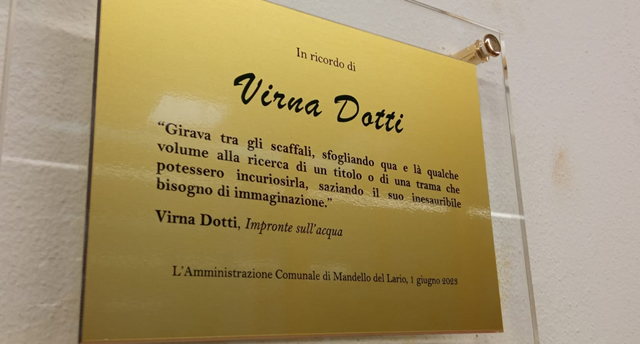 In ricordo di
Virna Dotti
“Girava tra gli scaffali, sfogliando qua e là qualche
volume alla ricerca di un titolo o di una trama che
potessero incuriosirla, saziando il suo inesauribile
bisogno di immaginazione.”
Virna Dotti, Impronte sull’acqua
L’Amministrazione Comunale di Mandello del Lario, 1 giugno 2023